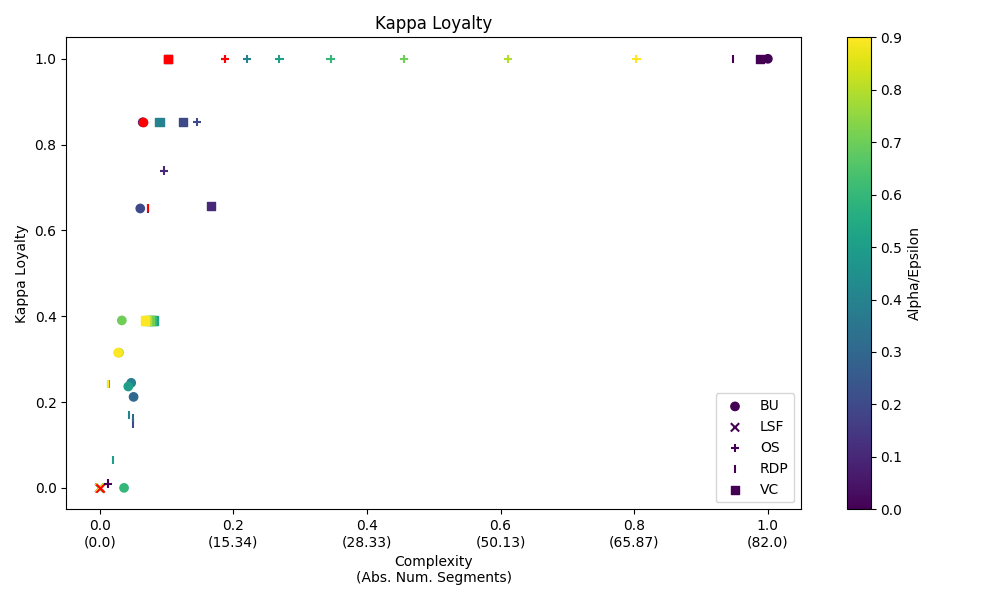 Kappa Loyalty
1.0
0.8
0.6
0.4
0.2
0.0
Kappa Loyalty
0.0 0.2 0.4 0.6 0.8 1.0
(0.0) (15.34) (28.33) (50.13) (65.87) (82.0)
Complexity
(Abs. Num. Segments)
BU
LSF
OS
RDP
VC
0.9
0.8
0.7
0.6
0.5
0.4
0.3
0.2
0.1
0.0
Alpha/Epsilon